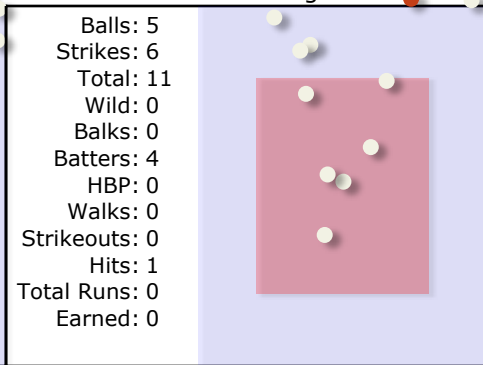 Balls: 5
Strikes: 6
Total: 11
Wild: 0
Balks: 0
Batters: 4
HBP: 0
Walks: 0
Strikeouts: 0
Hits: 1
Total Runs: 0
Earned: 0